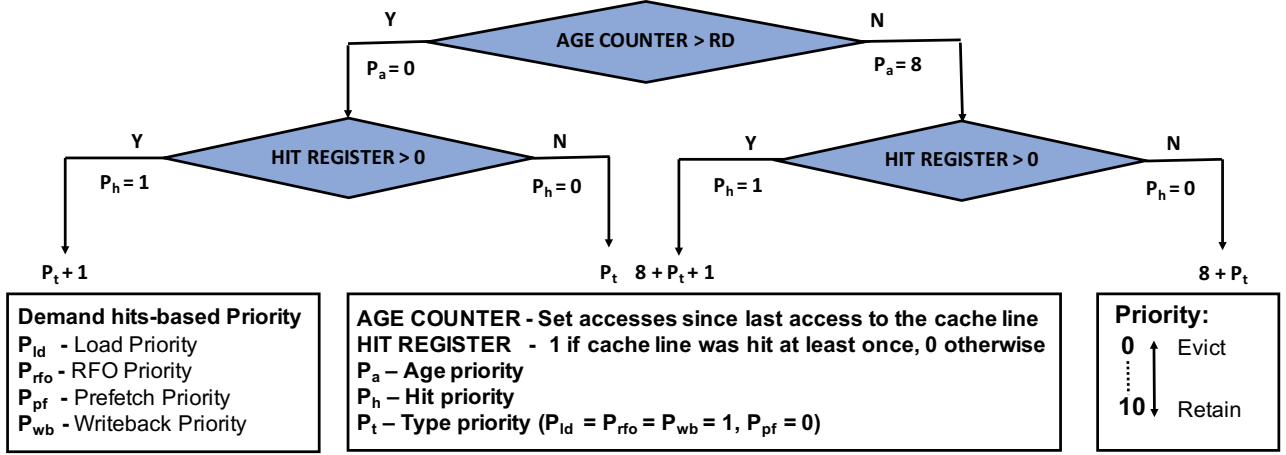 Y
N
AGE COUNTER > RD
Pa = 0
Pa = 8
Y
HIT REGISTER > 0
N
Y
HIT REGISTER > 0
N
Ph = 1
Ph = 0
Ph = 1
Ph = 0
Pt + 1
Pt
8 + Pt + 1
8 + Pt
Demand hits-based Priority
Pld - Load Priority
Prfo - RFO Priority
Ppf - Prefetch Priority
Pwb - Writeback Priority
AGE COUNTER - Set accesses since last access to the cache line
HIT REGISTER - 1 if cache line was hit at least once, 0 otherwise
Pa – Age priority
Ph – Hit priority
Pt – Type priority (Pld = Prfo = Pwb = 1, Ppf = 0)
Priority:
0 Evict
10 Retain